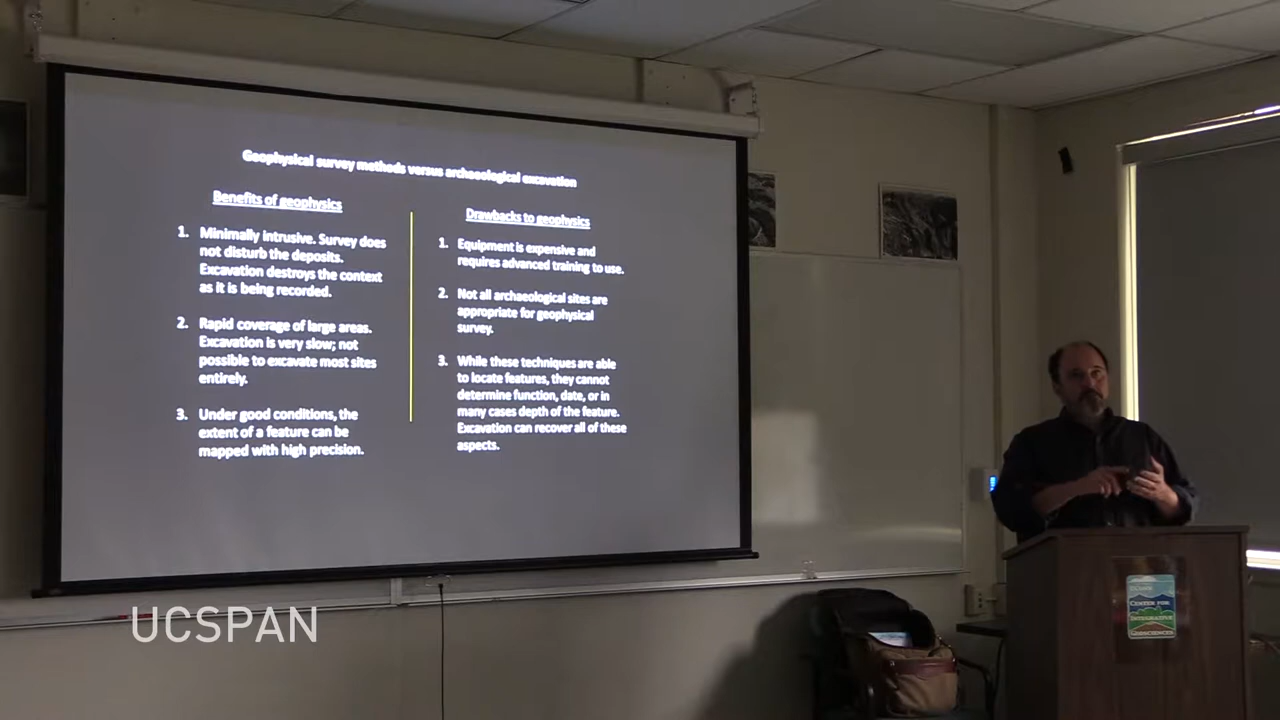 Geophysical survey methods versus archaeological excavation
Benefits of geophysics
1. Minimally intrusive. Survey does
not disturb the deposits.
Excavation destroys the context
as it is being recorded.
2. Rapid coverage of large areas.
Excavation is very slow; not
possible to excavate most sites
entirely.
3. Under good conditions, the
extent of a feature can be
mapped with high precision.
Drawbacks to geophysics
1. Equipment is expensive and
requires advanced training to use.
2. Not all archaeological sites are
appropriate for geophysical
survey.
3. While these techniques are able
to locate features, they cannot
determine function, date, or in
many cases depth of the feature.
Excavation can recover all of these
aspects.
CENTER FOR
INTEGRATIVE
GEOSCIENCES
UCSPAN